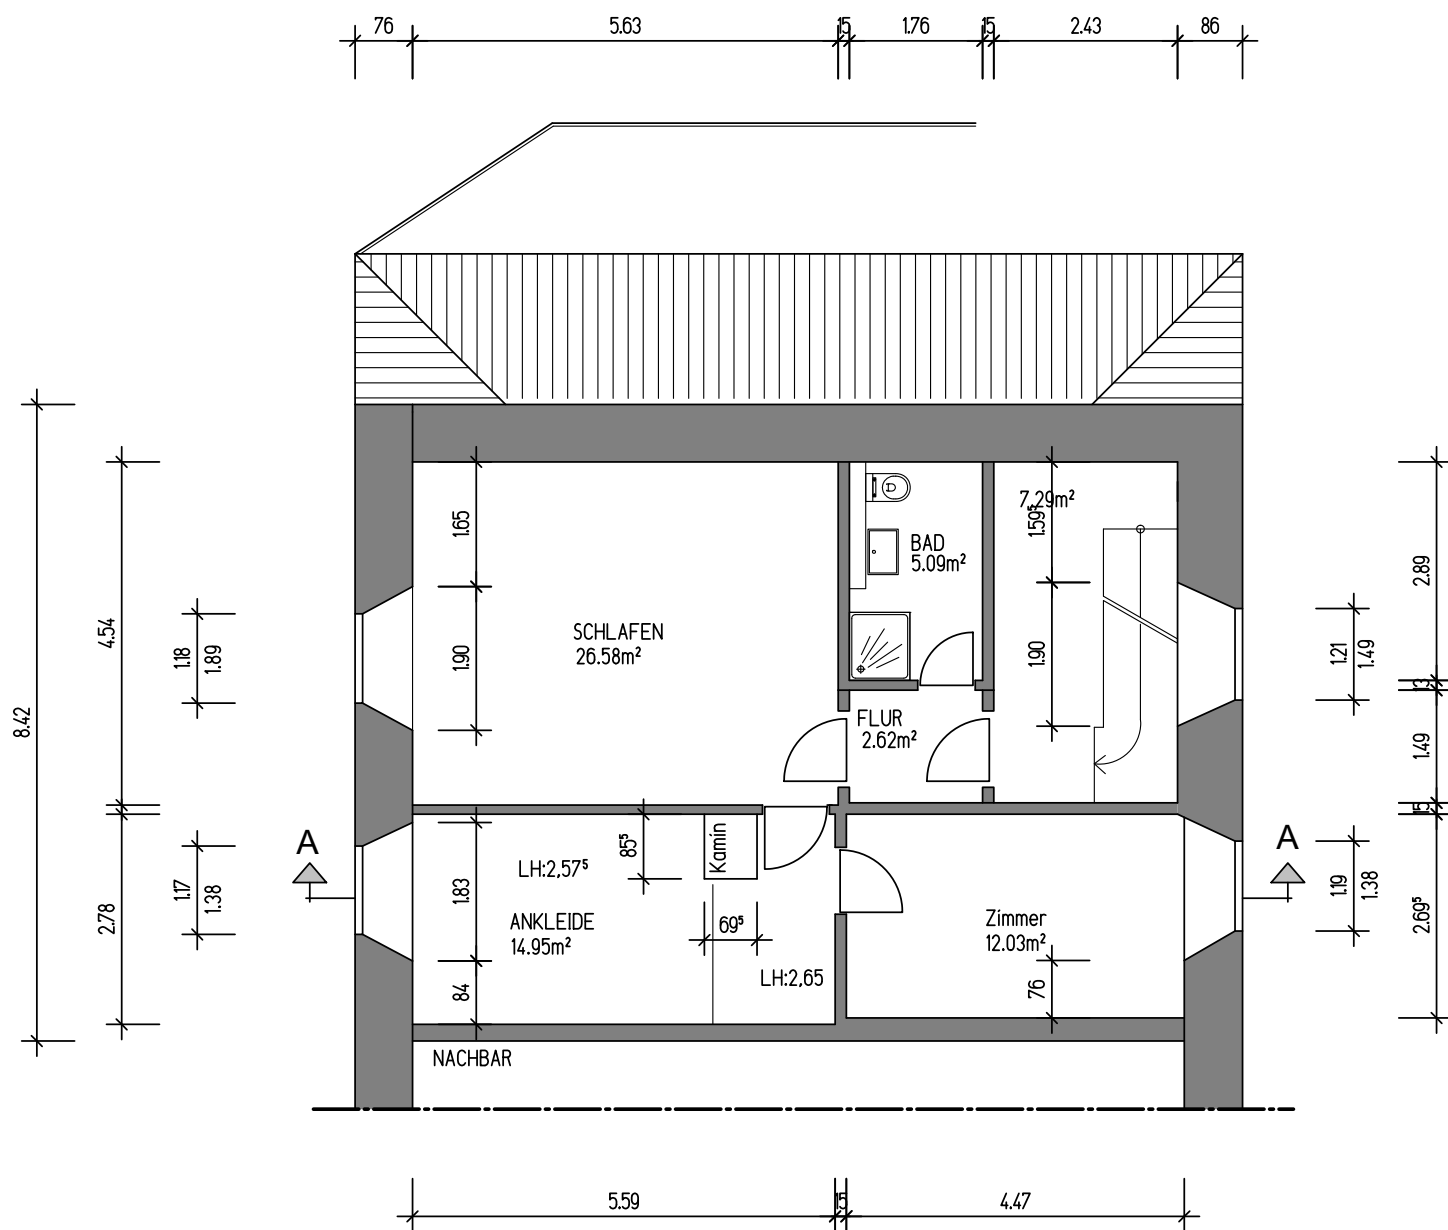 76 5.63 15 1.76 15 2.43 86
7,29m²
1.65
1.59⁵
BAD
5.09m²
2.89
4.54
1.18
1.89
SCHLAFEN
26.58m²
1.90
1.90
1.21
1.49
13
8.42
FLUR
2.62m²
1.49
15
A
85⁵
Kamin
A
LH:2,57⁵
1.17
1.38
1.83
1.19
1.38
2.78
ANKLEIDE
14.95m²
69⁵
Zimmer
12.03m²
2.69⁵
84
LH:2,65
76
NACHBAR
5.59 15 4.47